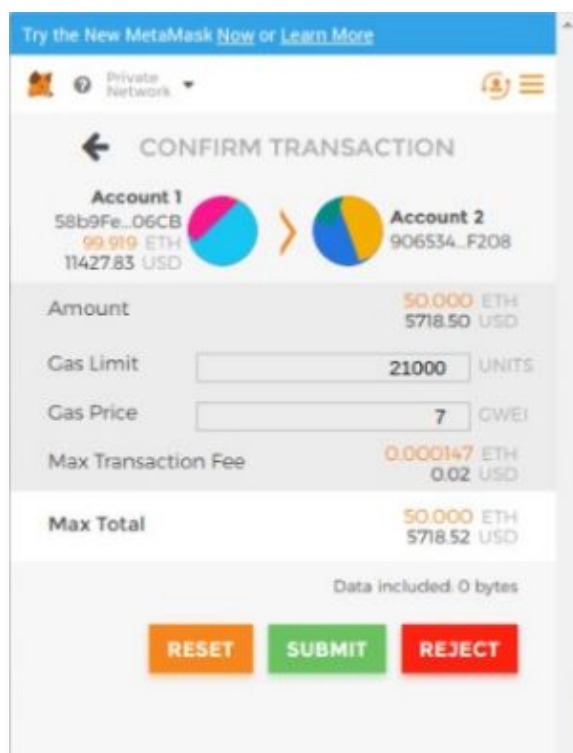 Try the New MetaMask Now or Learn More
Private
Network
CONFIRM TRANSACTION
Account 1
58b9Fe...06CB
99.919 ETH
11427.83 USD
Account 2
906534...F208
Amount
50.000 ETH
5718.50 USD
Gas Limit 21000 UNITS
Gas Price 7 GWEI
Max Transaction Fee
0.000147 ETH
0.02 USD
Max Total
50.000 ETH
5718.52 USD
Data included: 0 bytes
RESET SUBMIT REJECT